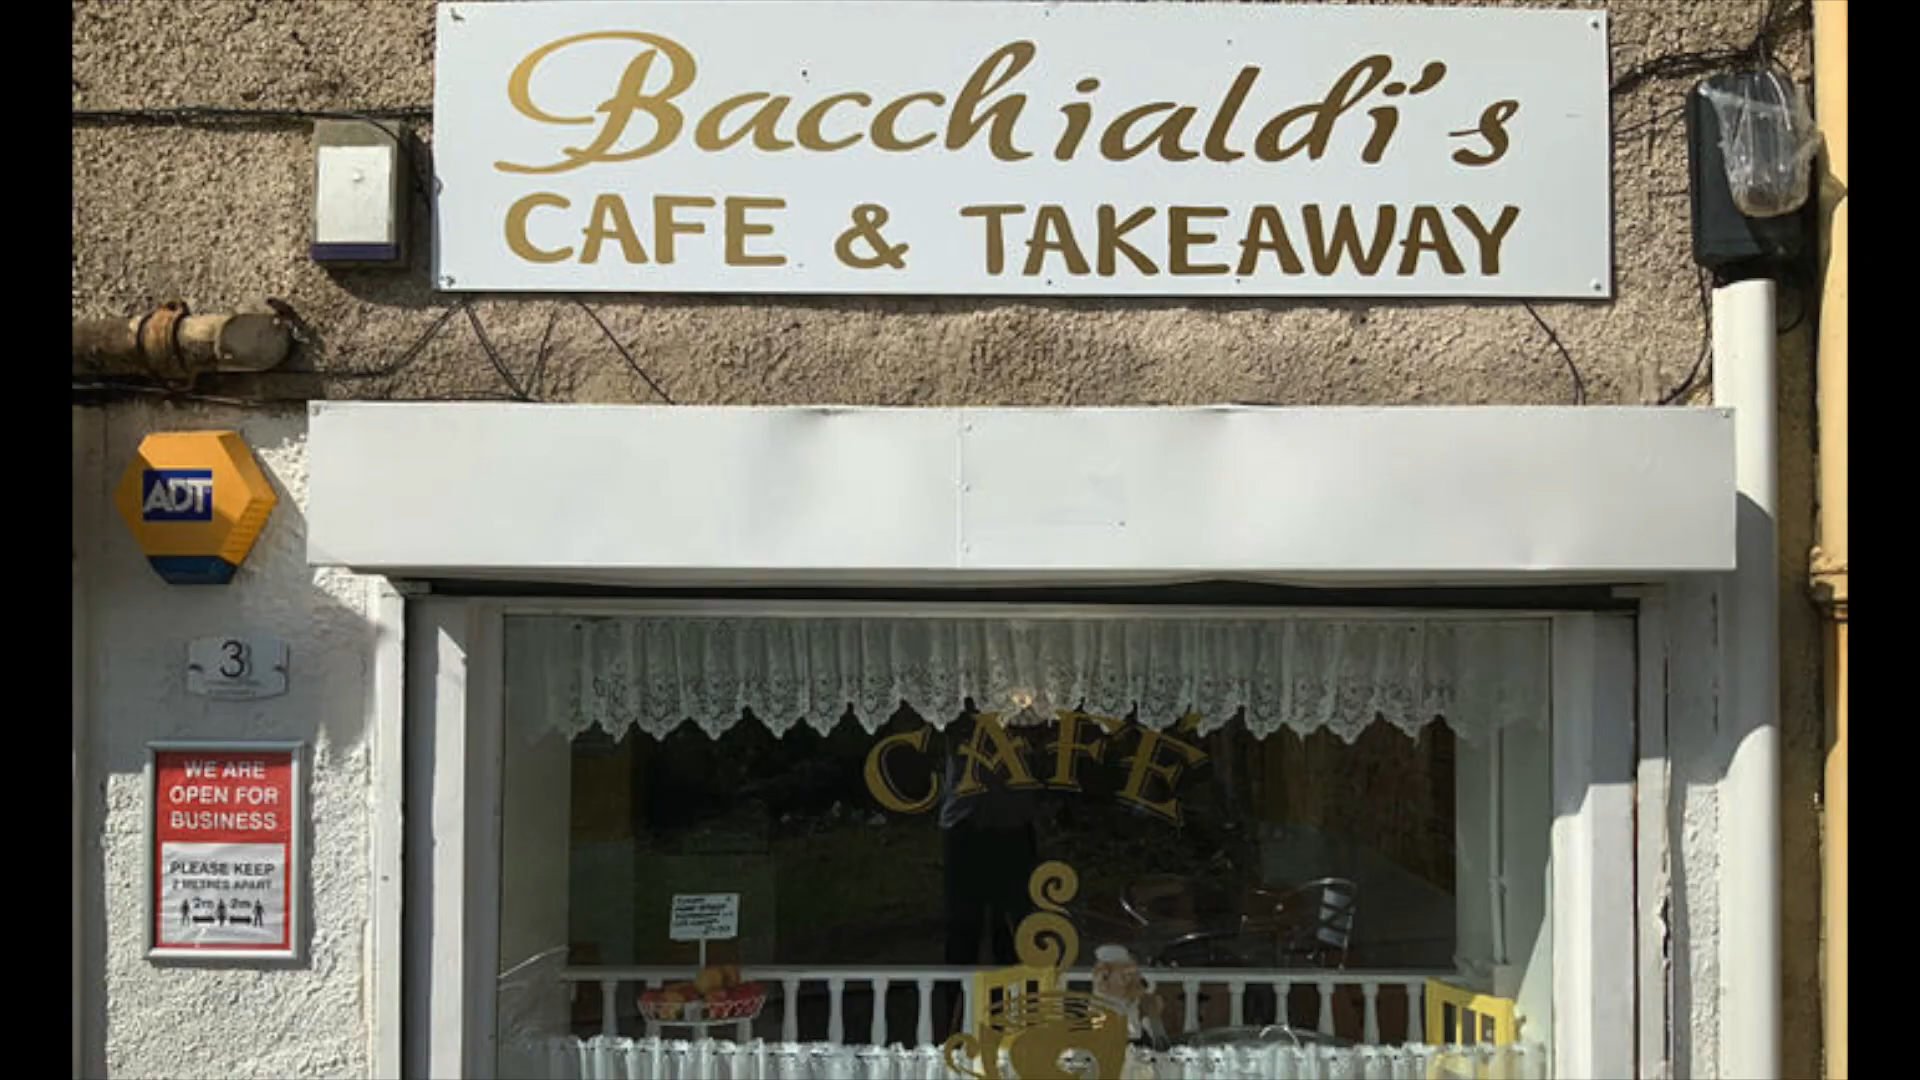 Bacchialdi's
CAFE & TAKEAWAY
ADT
3
WE ARE
OPEN FOR
BUSINESS
PLEASE KEEP
2 METRES APART
2m 2m
CAFÉ